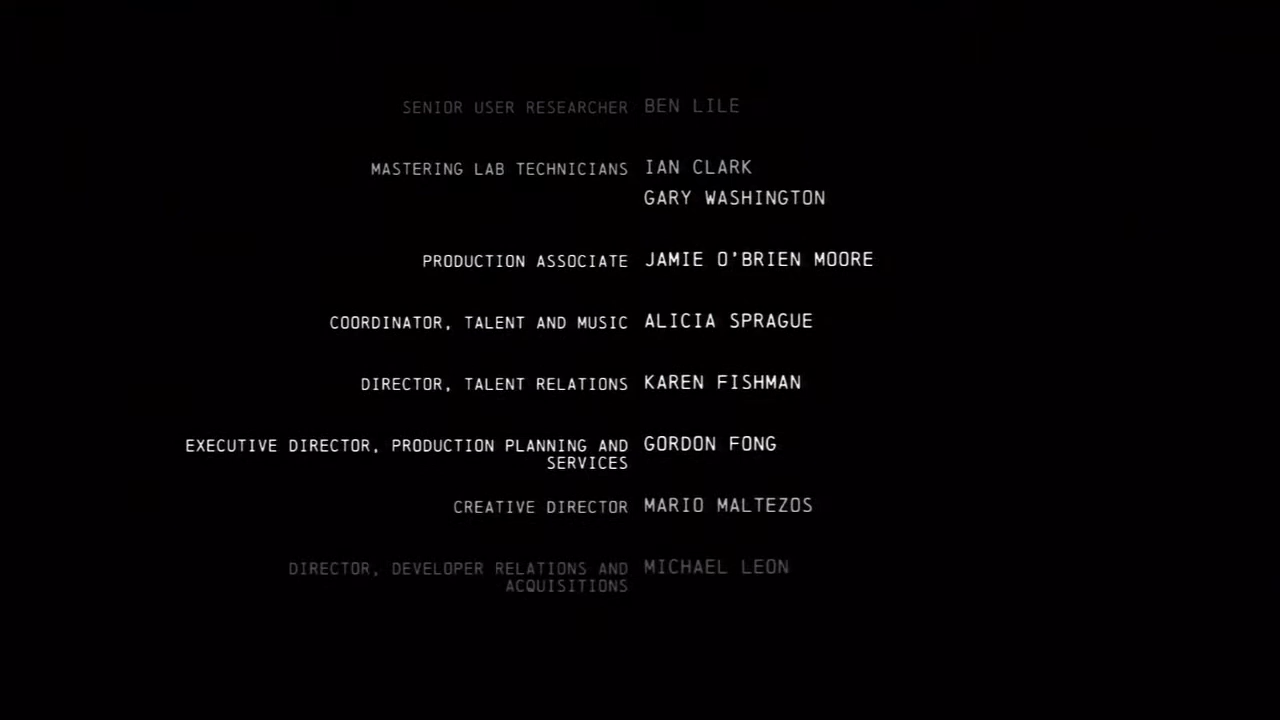 SENIOR USER RESEARCHER BEN LILE
MASTERING LAB TECHNICIANS IAN CLARK
GARY WASHINGTON
PRODUCTION ASSOCIATE JAMIE O'BRIEN MOORE
COORDINATOR, TALENT AND MUSIC ALICIA SPRAGUE
DIRECTOR, TALENT RELATIONS KAREN FISHMAN
EXECUTIVE DIRECTOR, PRODUCTION PLANNING AND GORDON FONG
SERVICES
CREATIVE DIRECTOR MARIO MALTEZOS
DIRECTOR, DEVELOPER RELATIONS AND MICHAEL LEON
ACQUISITIONS